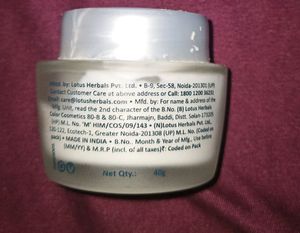 Mktd. by: Lotus Herbals Pvt. Ltd. • B-9, Sec-58, Noida-201301 (UP)
Contact Customer Care at above address or Call: 1800 1200
Email: care@lotusherbals.com • Mfd. by: For name & address of the
Mfg. Unit, read the 2nd character of the B.No. (B) Lotus Herbals
Color Cosmetics 80-B & 80-C, Jharmajri, Baddi, Dist. Solan-173205
(HP) M.L. No. 'M' HIM/COS/09/143 • (N)Lotus Herbals Pvt. Ltd.,
120-122, Ecotech-1, Greater Noida-201308 (UP) M.L. No. £: Coded on
Pack • MADE IN INDIA • B.No. Month & Year of Mfg., Use before
(MM/YY) & M.R.P (incl. of all taxes)₹: Coded on Pack
Net Qty.: 40g